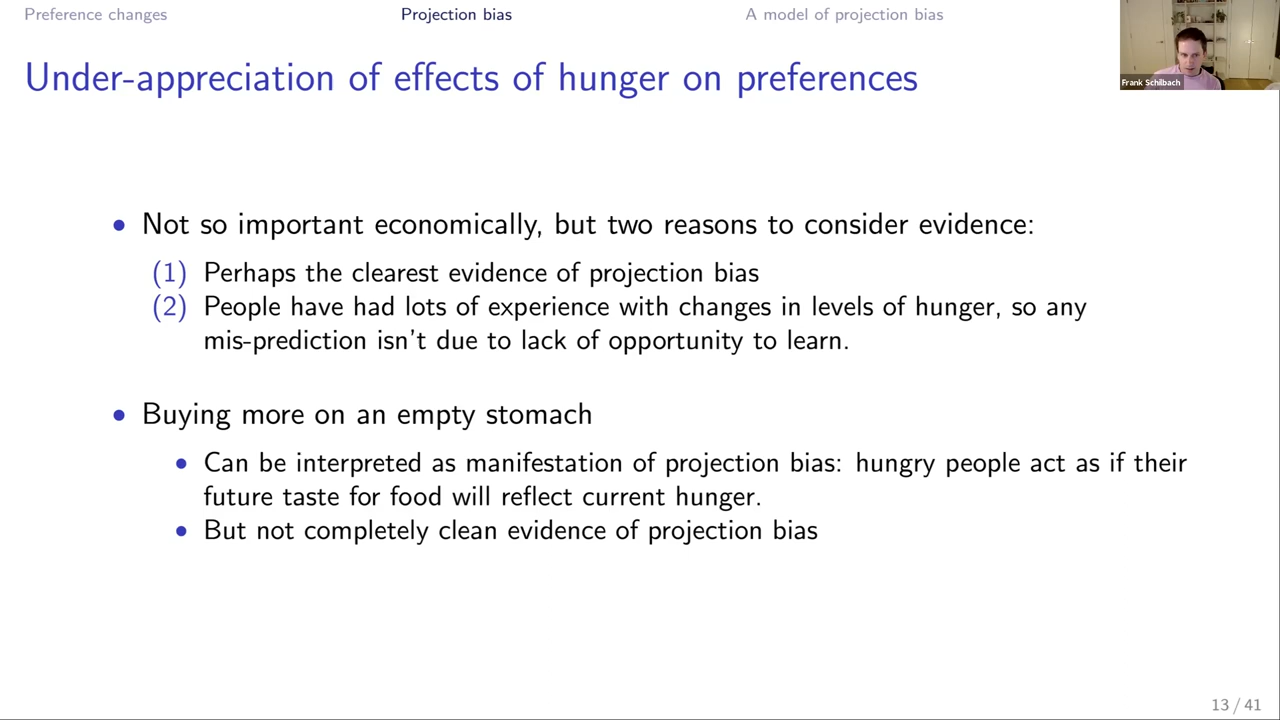 Preference changes
Projection bias
A model of projection bias
Frank Schilbach
Under-appreciation of effects of hunger on preferences
• Not so important economically, but two reasons to consider evidence:
(1) Perhaps the clearest evidence of projection bias
(2) People have had lots of experience with changes in levels of hunger, so any
mis-prediction isn't due to lack of opportunity to learn.
• Buying more on an empty stomach
• Can be interpreted as manifestation of projection bias: hungry people act as if their
future taste for food will reflect current hunger.
• But not completely clean evidence of projection bias
13 / 41